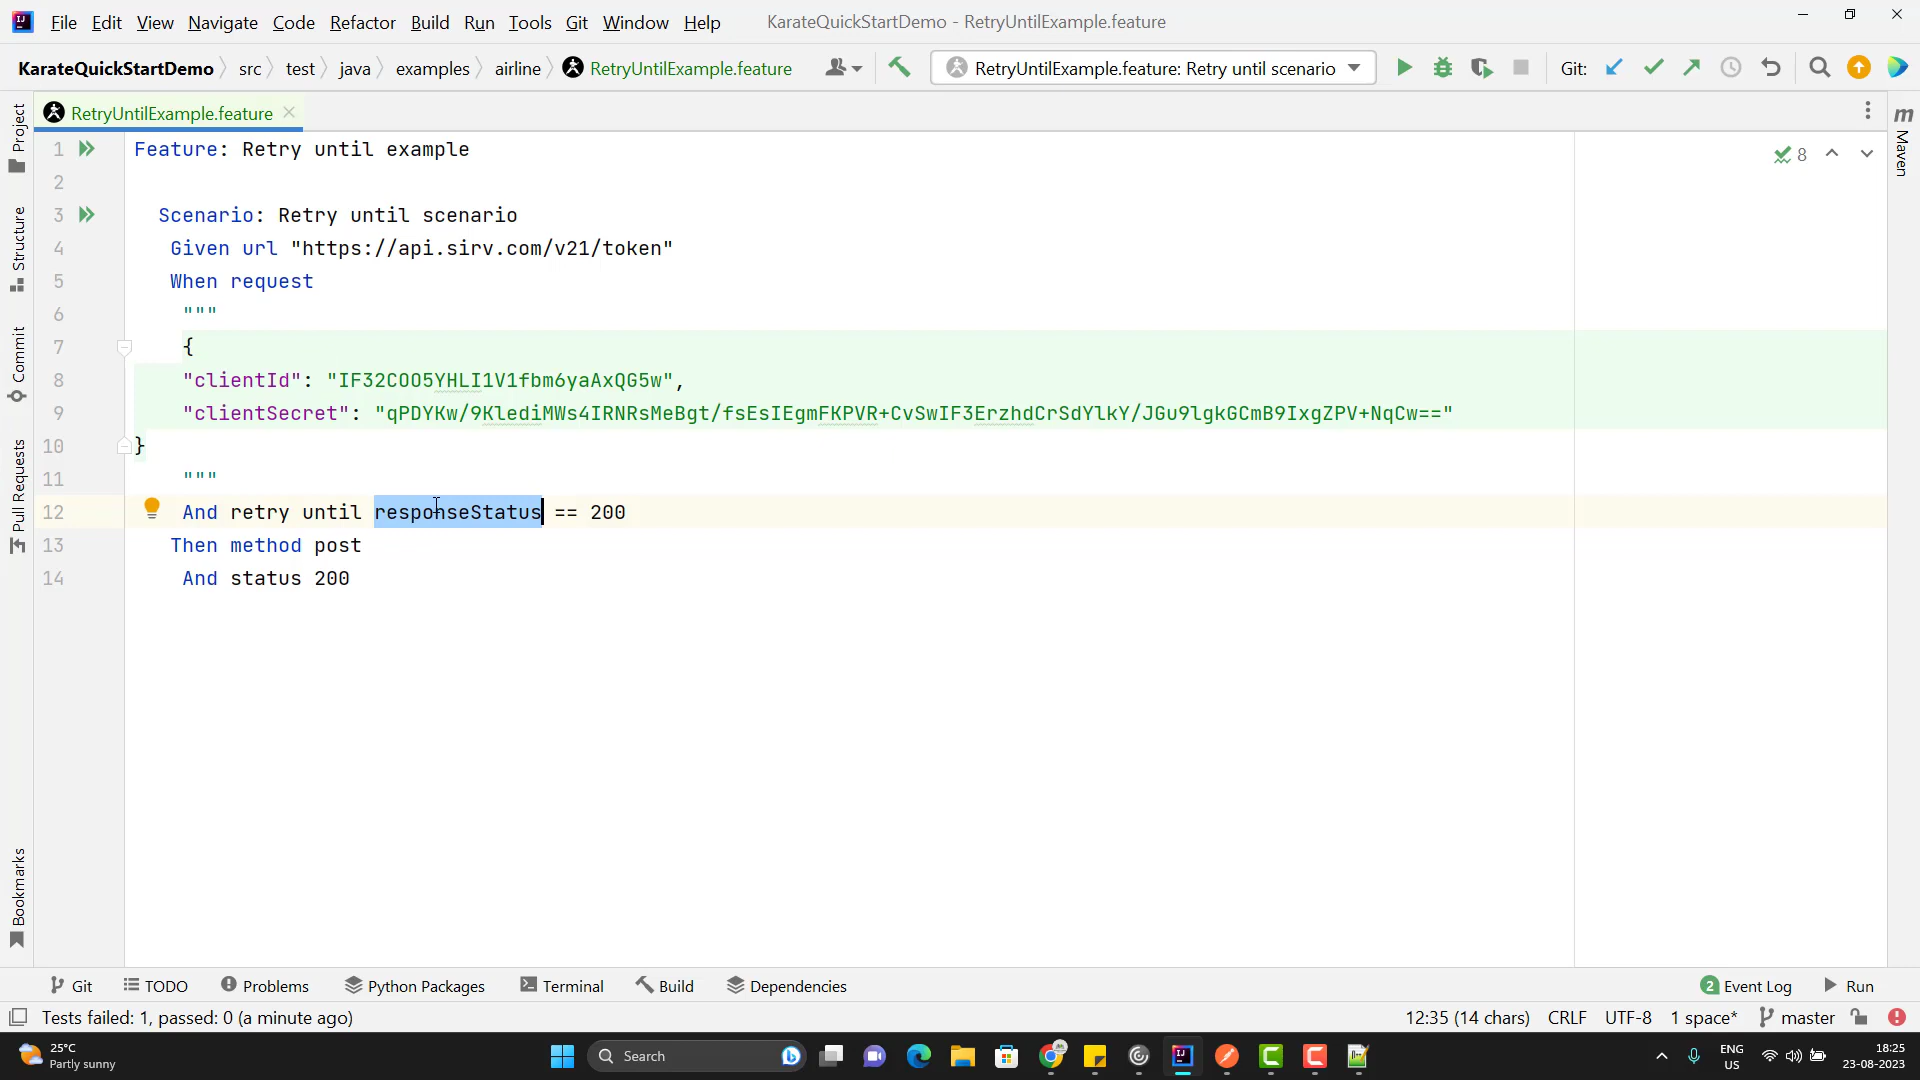 File Edit View Navigate Code Refactor Build Run Tools Git Window Help KarateQuickStartDemo - RetryUntilExample.feature
KarateQuickStartDemo src test java examples airline RetryUntilExample.feature RetryUntilExample.feature: Retry until scenario Git:
RetryUntilExample.feature
Project
Structure
Commit
Pull Requests
Bookmarks
Maven
8
1 Feature: Retry until example
2
3 Scenario: Retry until scenario
4 Given url "https://api.sirv.com/v21/token"
5 When request
6 """
7 {
8 "clientId": "IF32COO5YHLI1V1fbm6yaAxQG5w",
9 "clientSecret": "qPDYKw/9KlediMWs4IRNRsMeBgt/fsEsIEgmFKPVR+CvSwIF3ErzhdCrSdYlkY/JGu9lgkGCmB9IxgZPV+NqCw=="
10 }
11 """
12 And retry until responseStatus == 200
13 Then method post
14 And status 200
Git TODO Problems Python Packages Terminal Build Dependencies 2 Event Log Run
Tests failed: 1, passed: 0 (a minute ago) 12:35 (14 chars) CRLF UTF-8 1 space* master
25°C
Partly sunny
Search
ENG
US
18:25
23-08-2023